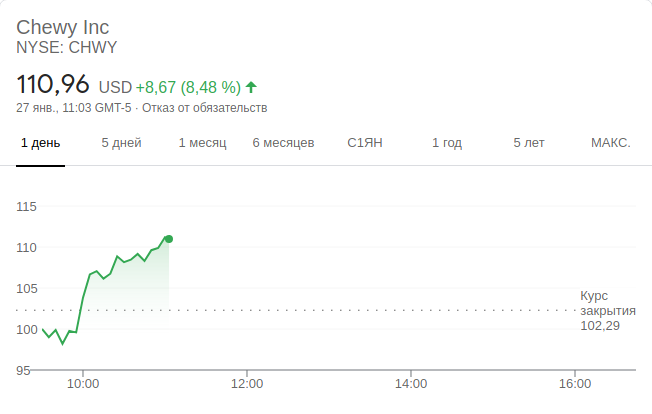 Chewy Inc
NYSE: CHWY
110,96 USD +8,67 (8,48 %)
27 янв., 11:03 GMT-5 · Отказ от обязательств
1 день 5 дней 1 месяц 6 месяцев С1ЯН 1 год 5 лет МАКС.
115
110
105
Курс
закрытия
102,29
100
95
10:00 12:00 14:00 16:00